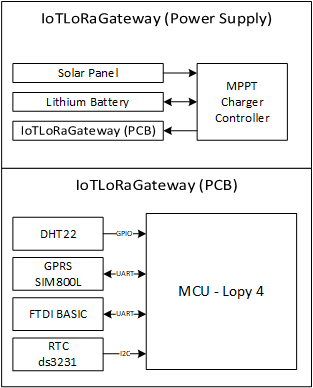 IoTLoRaGateway (Power Supply)
Solar Panel
Lithium Battery
IoTLoRaGateway (PCB)
MPPT
Charger
Controller
IoTLoRaGateway (PCB)
DHT22
GPIO
GPRS
SIM800L
UART
FTDI BASIC
UART
RTC
ds3231
I2C
MCU - Lopy 4